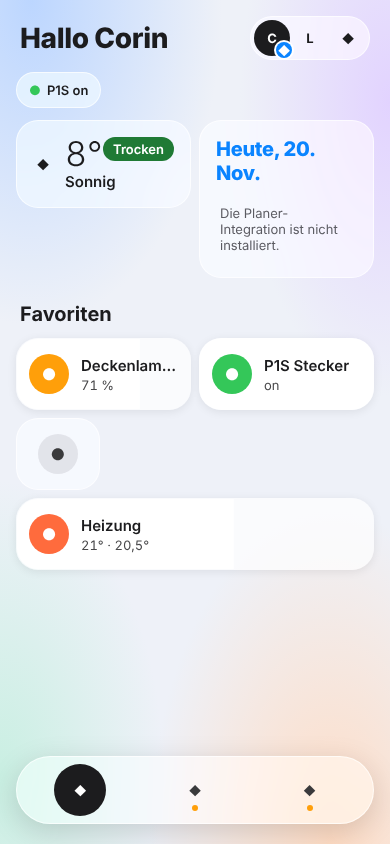 Hallo Corin
C
L
P1S on
8°
Trocken
Sonnig
Heute, 20.
Nov.
Die Planer-
Integration ist nicht
installiert.
Favoriten
Deckenlam...
71 %
P1S Stecker
on
Heizung
21° · 20,5°